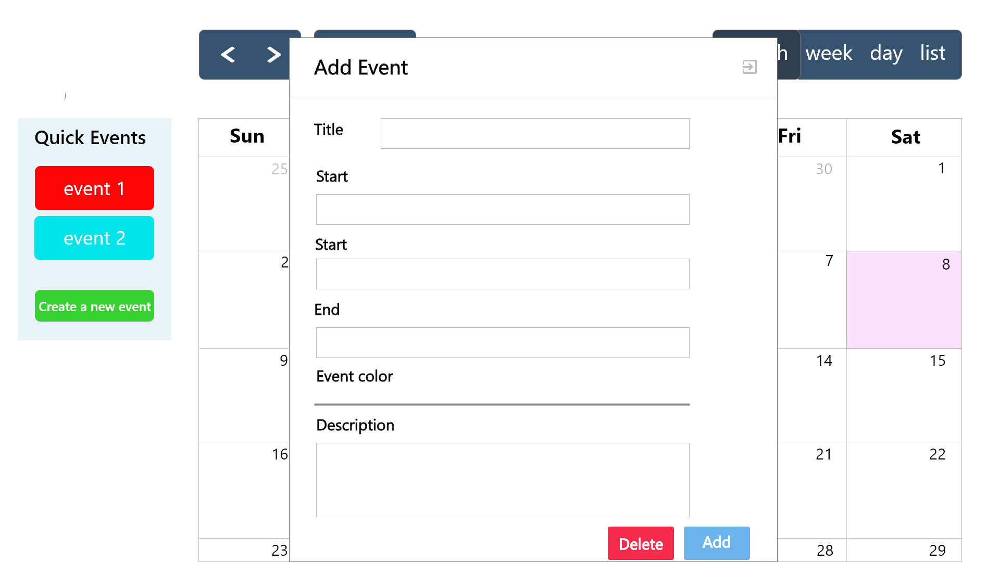 < >
h week day list
Add Event
/
Quick Events
event 1
event 2
Create a new event
Sun Fri Sat
25 30 1
2 7 8
9 14 15
16 21 22
23 28 29
Title
Start
Start
End
Event color
Description
Delete Add